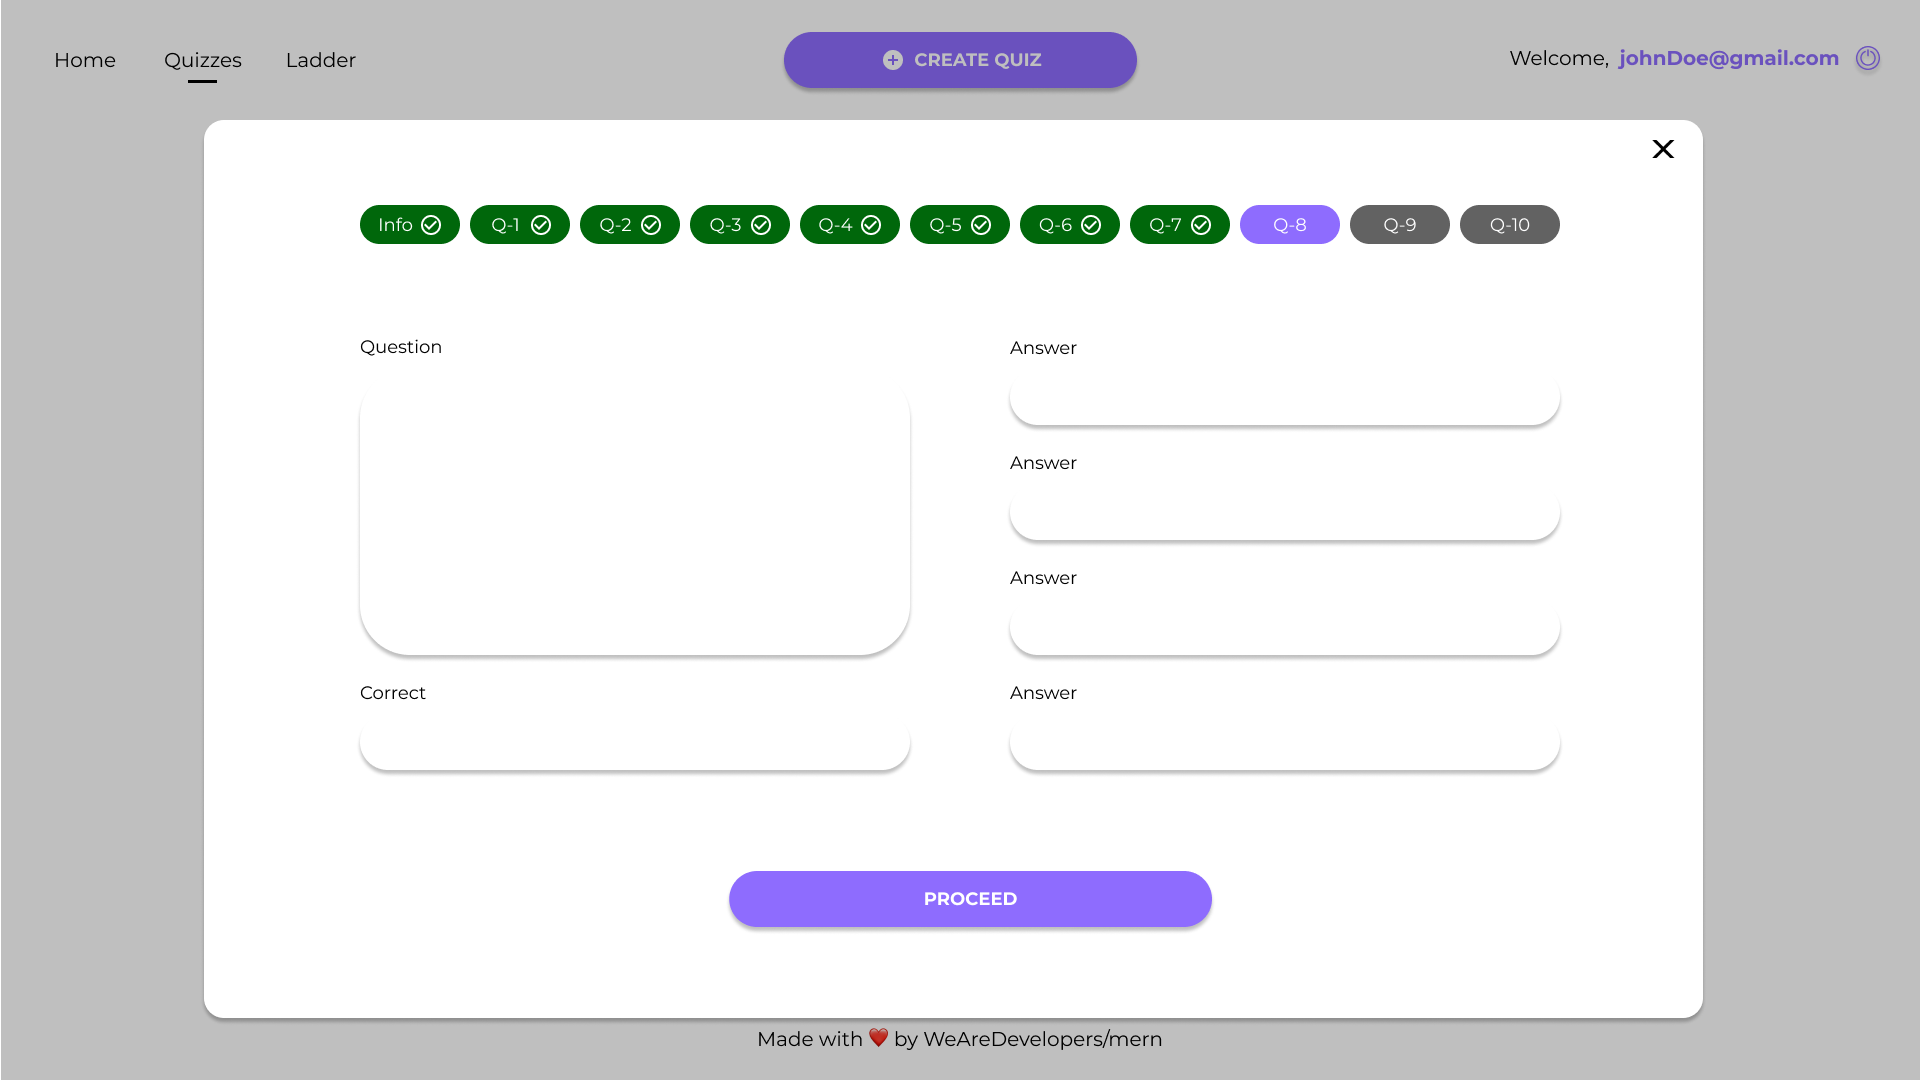 Home Quizzes Ladder
CREATE QUIZ
Welcome, johnDoe@gmail.com
Info Q-1 Q-2 Q-3 Q-4 Q-5 Q-6 Q-7 Q-8 Q-9 Q-10
Question
Answer
Answer
Answer
Correct
Answer
PROCEED
Made with ❤️ by WeAreDevelopers/mern